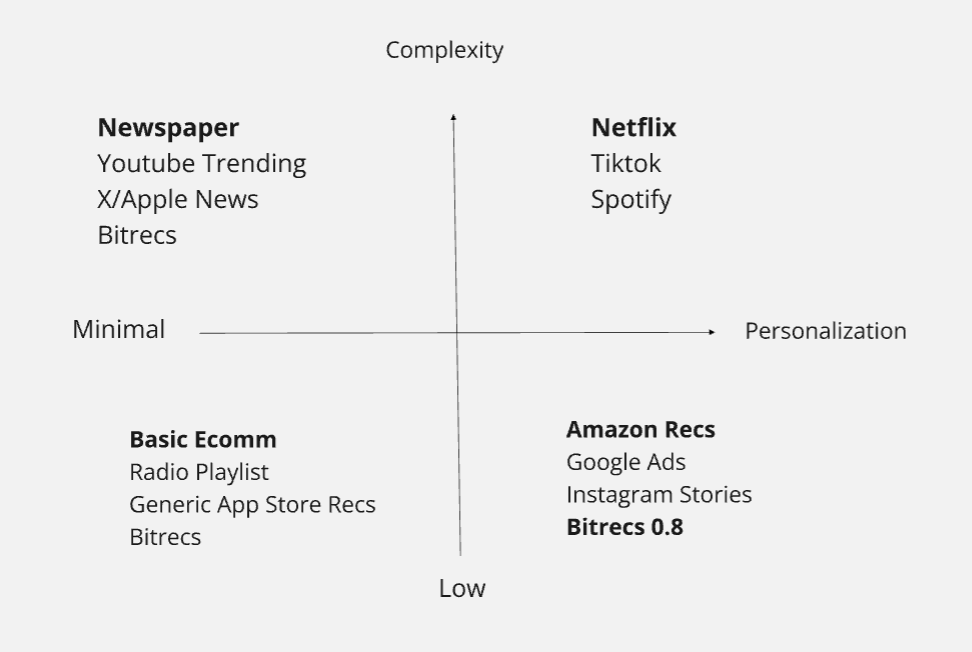 Complexity
Newspaper
Youtube Trending
X/Apple News
Bitrecs
Netflix
Tiktok
Spotify
Minimal
Personalization
Basic Ecomm
Radio Playlist
Generic App Store Recs
Bitrecs
Amazon Recs
Google Ads
Instagram Stories
Bitrecs 0.8
Low